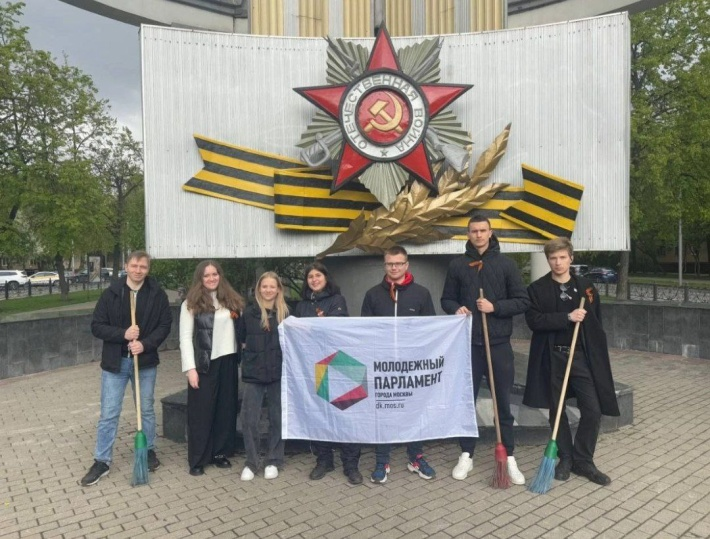 ОТЕЧЕСТВЕННАЯ
ВОЙНА
МОЛОДЕЖНЫЙ
ПАРЛАМЕНТ
ГОРОДА МОСКВЫ
dk.mos.ru